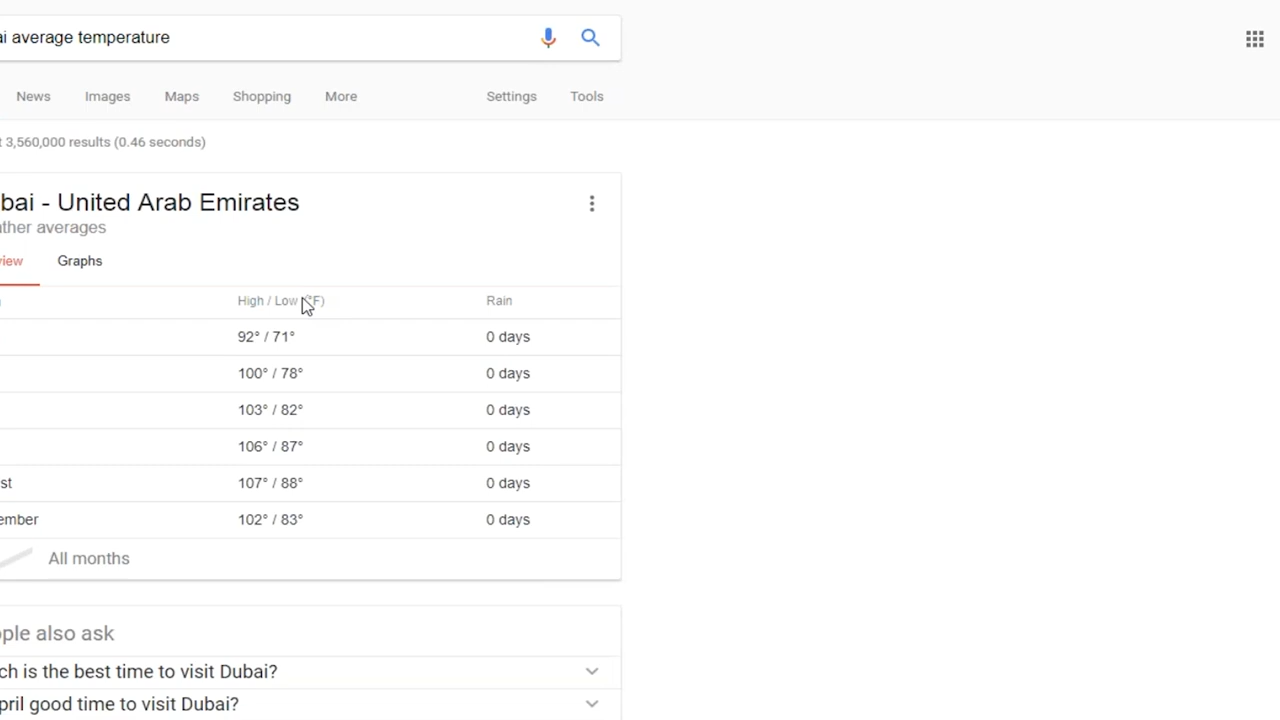 ai average temperature
News Images Maps Shopping More Settings Tools
t 3,560,000 results (0.46 seconds)
bai - United Arab Emirates
ther averages
view Graphs
High / Low (°F) Rain
92° / 71° 0 days
100° / 78° 0 days
103° / 82° 0 days
106° / 87° 0 days
st 107° / 88° 0 days
ember 102° / 83° 0 days
All months
ople also ask
ch is the best time to visit Dubai?
pril good time to visit Dubai?